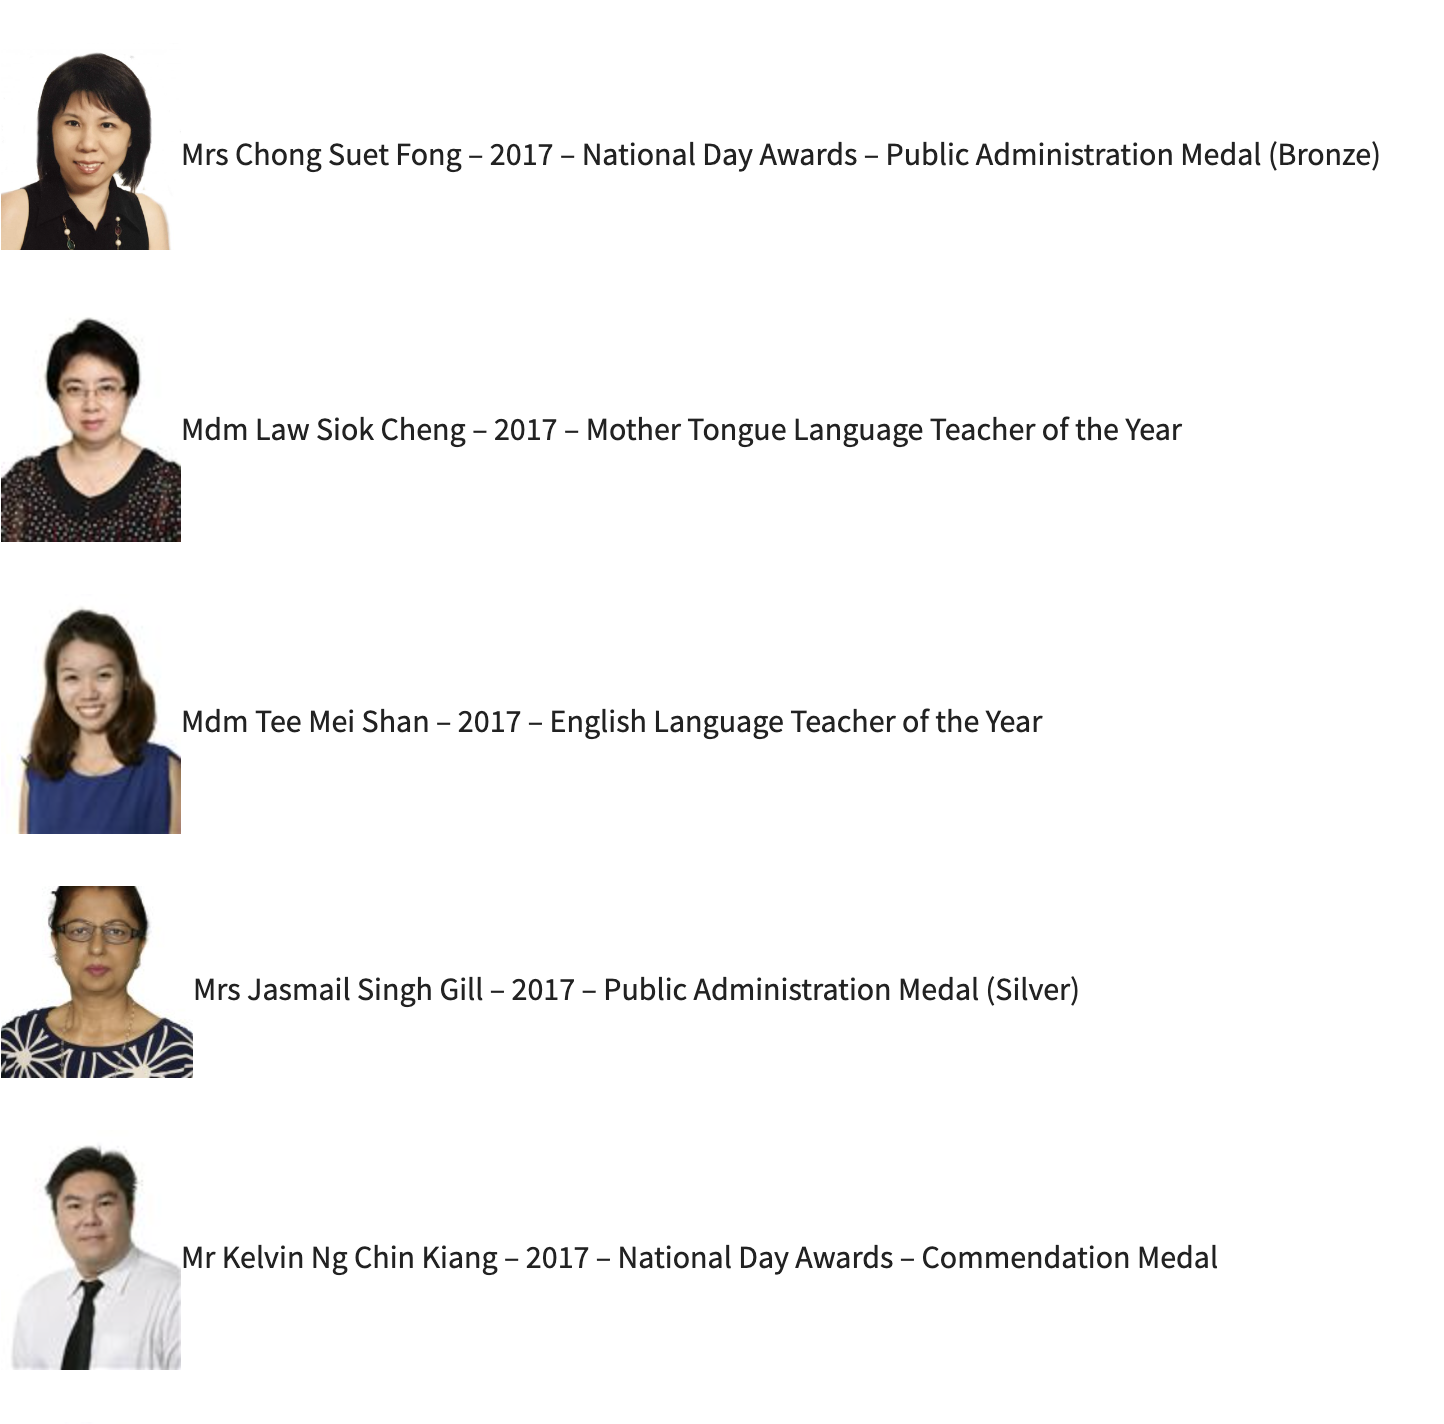 Mrs Chong Suet Fong – 2017 – National Day Awards – Public Administration Medal (Bronze)
Mdm Law Siok Cheng – 2017 – Mother Tongue Language Teacher of the Year
Mdm Tee Mei Shan – 2017 – English Language Teacher of the Year
Mrs Jasmail Singh Gill – 2017 – Public Administration Medal (Silver)
Mr Kelvin Ng Chin Kiang – 2017 – National Day Awards – Commendation Medal